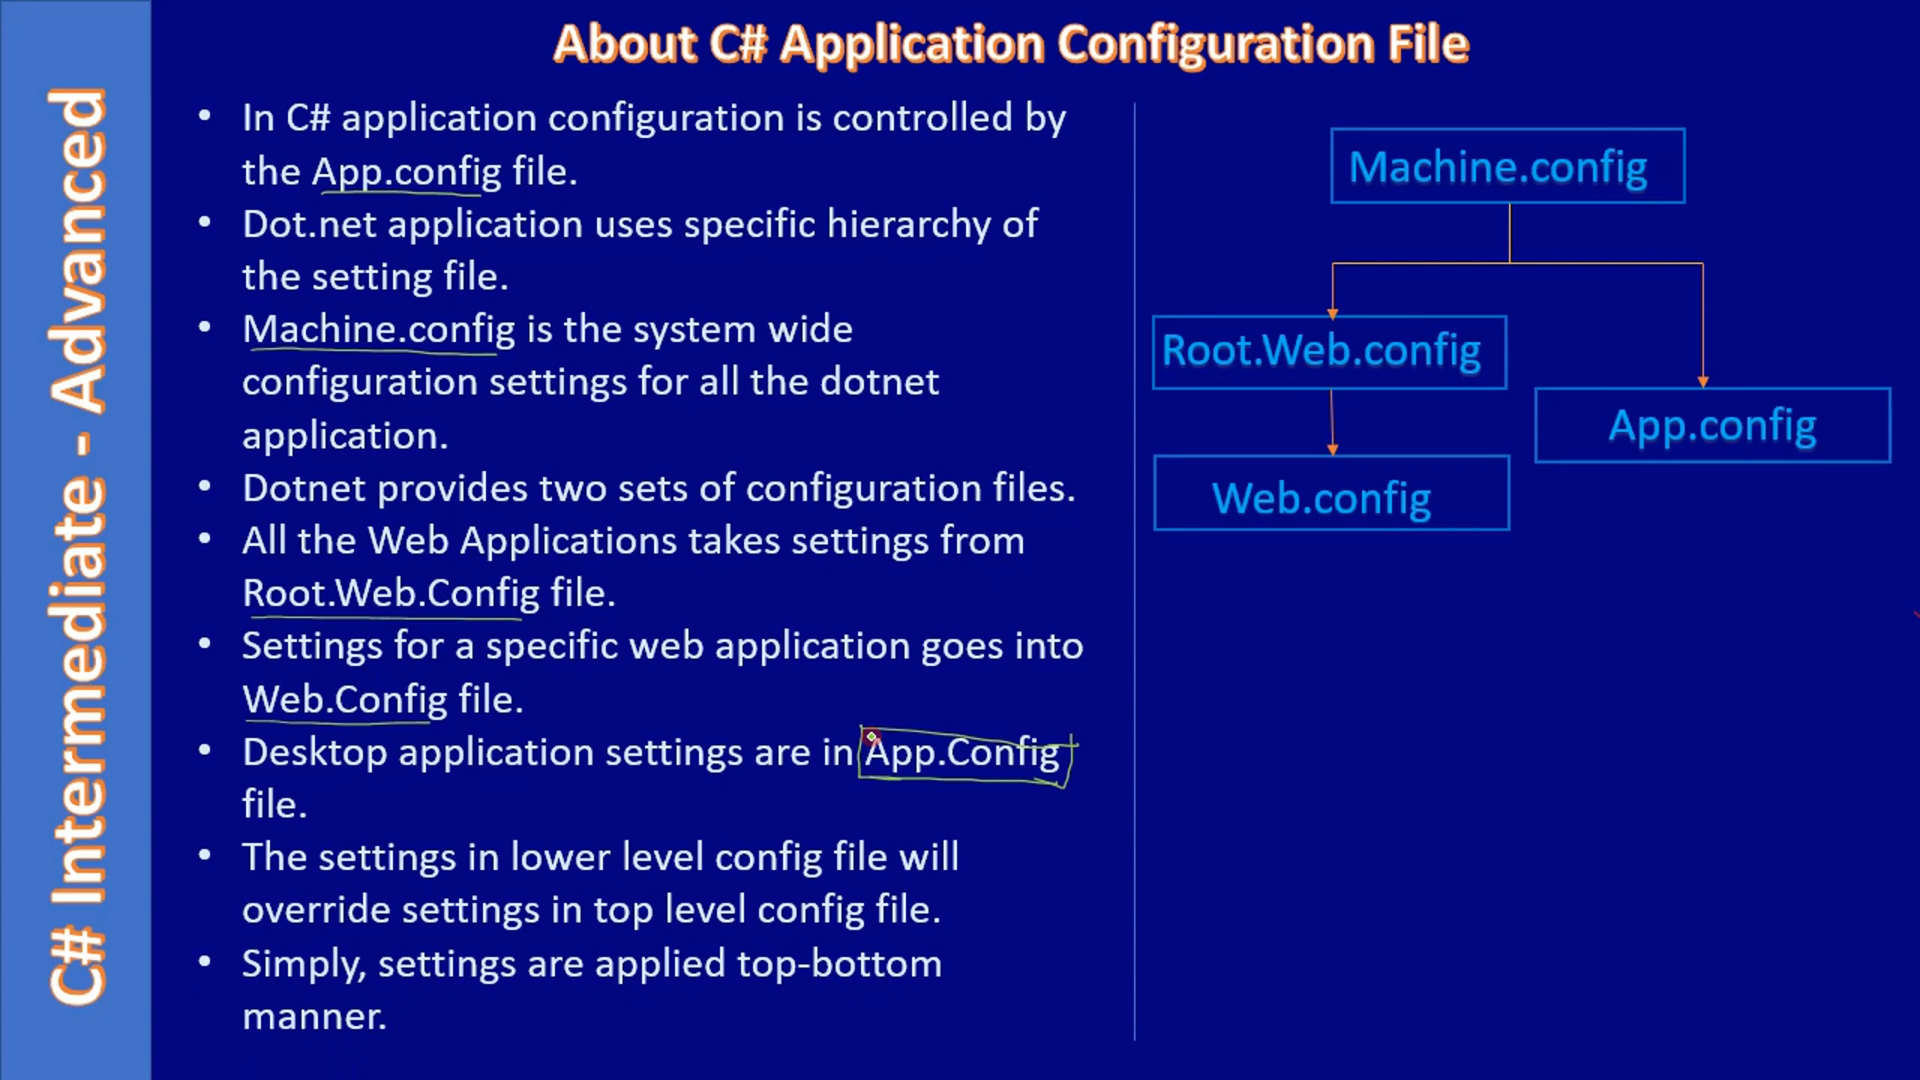 About C# Application Configuration File
C# Intermediate - Advanced
• In C# application configuration is controlled by
the App.config file.
• Dot.net application uses specific hierarchy of
the setting file.
• Machine.config is the system wide
configuration settings for all the dotnet
application.
• Dotnet provides two sets of configuration files.
• All the Web Applications takes settings from
Root.Web.Config file.
• Settings for a specific web application goes into
Web.Config file.
• Desktop application settings are in App.Config
file.
• The settings in lower level config file will
override settings in top level config file.
• Simply, settings are applied top-bottom
manner.
Machine.config
Root.Web.config
App.config
Web.config